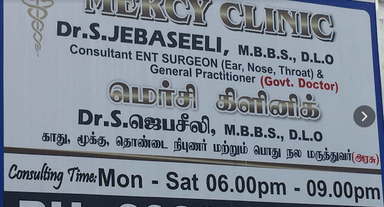 MERCY CLINIC
Dr.S.JEBASEELI, M.B.B.S., D.L.O
Consultant ENT SURGEON (Ear, Nose, Throat) &
General Practitioner (Govt. Doctor)
மெர்சி கிளினிக்
Dr.S.ஜெபசீலி, M.B.B.S., D.L.O
காது, மூக்கு, தொண்டை நிபுணர் மற்றும் பொது நல மருத்துவர்(அரசு)
Consulting Time: Mon - Sat 06.00pm - 09.00pm